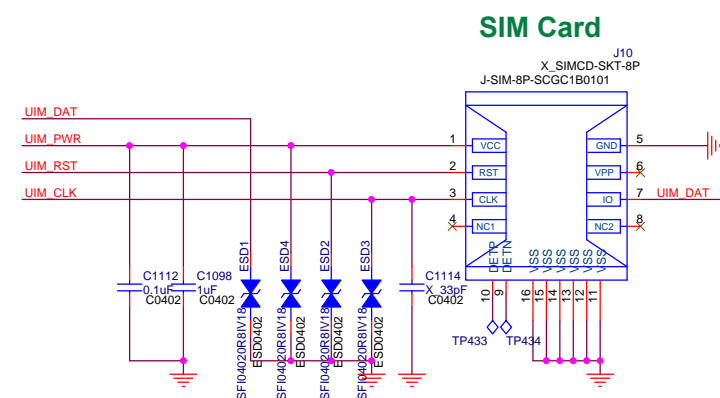 SIM Card
J10
X_SIMCD-SKT-8P
J-SIM-8P-SCGC1B0101
UIM_DAT
UIM_PWR
UIM_RST
UIM_CLK
1 VCC
2 RST
3 CLK
4 NC1
GND 5
VPP 6
IO 7 UIM_DAT
NC2 8
DETP
DETN
VSS
VSS
VSS
VSS
VSS
VSS
10
9
16
15
14
13
12
11
TP433
TP434
C1112
0.1uF
C0402
C1098
1uF
C0402
ESD1
SFI0402OR8IV18
ESD0402
ESD4
SFI0402OR8IV18
ESD0402
ESD2
SFI0402OR8IV18
ESD0402
ESD3
SFI0402OR8IV18
ESD0402
C1114
X_33pF
C0402